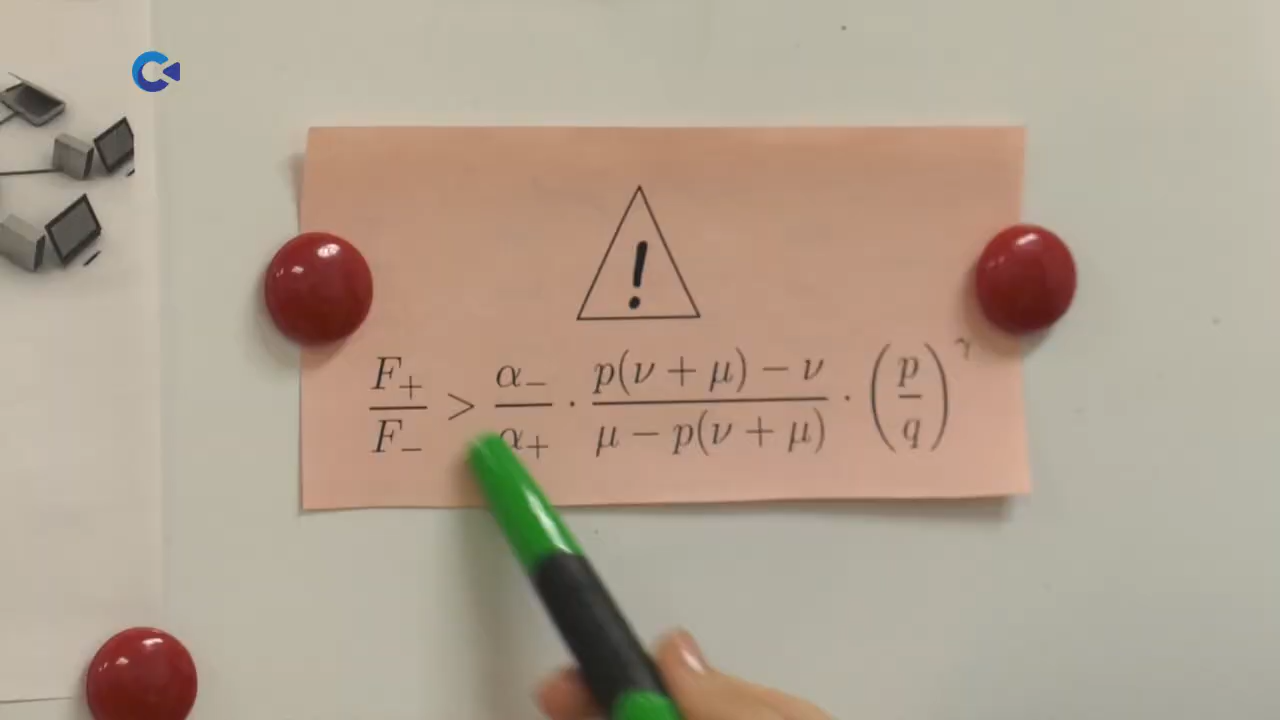 !
F₊/F₋ > α₋/α₊ · (p(ν + μ) − ν)/(μ − p(ν + μ)) · (p/q)^γ